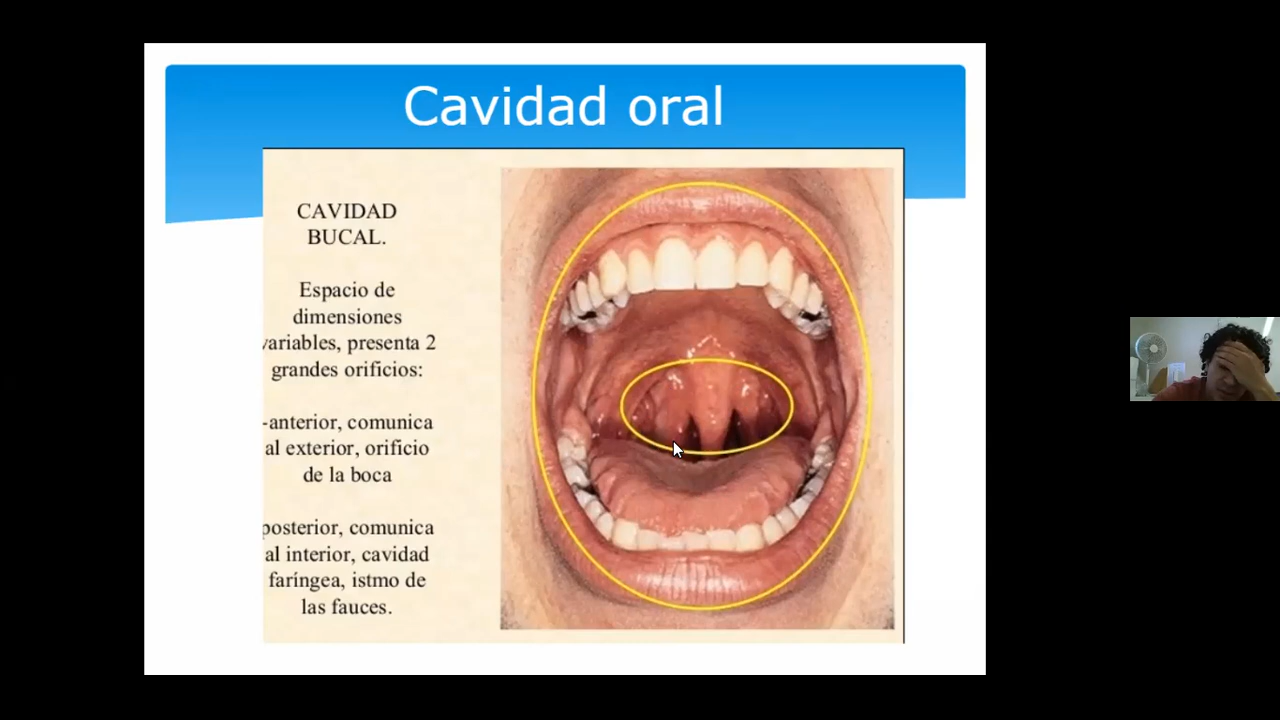 Cavidad oral
CAVIDAD
BUCAL.
Espacio de
dimensiones
variables, presenta 2
grandes orificios:
-anterior, comunica
al exterior, orificio
de la boca
posterior, comunica
al interior, cavidad
faríngea, istmo de
las fauces.